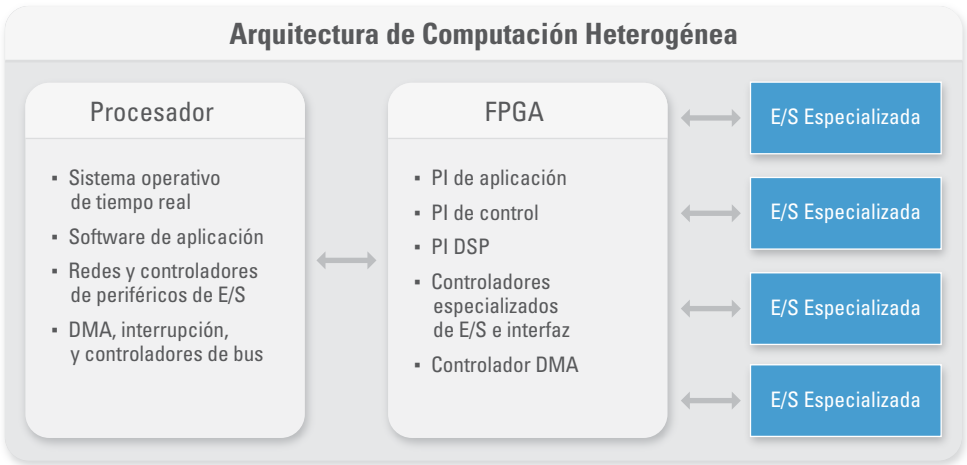 Arquitectura de Computación Heterogénea
Procesador
▪ Sistema operativo
de tiempo real
▪ Software de aplicación
▪ Redes y controladores
de periféricos de E/S
▪ DMA, interrupción,
y controladores de bus
FPGA
▪ PI de aplicación
▪ PI de control
▪ PI DSP
▪ Controladores
especializados
de E/S e interfaz
▪ Controlador DMA
E/S Especializada
E/S Especializada
E/S Especializada
E/S Especializada